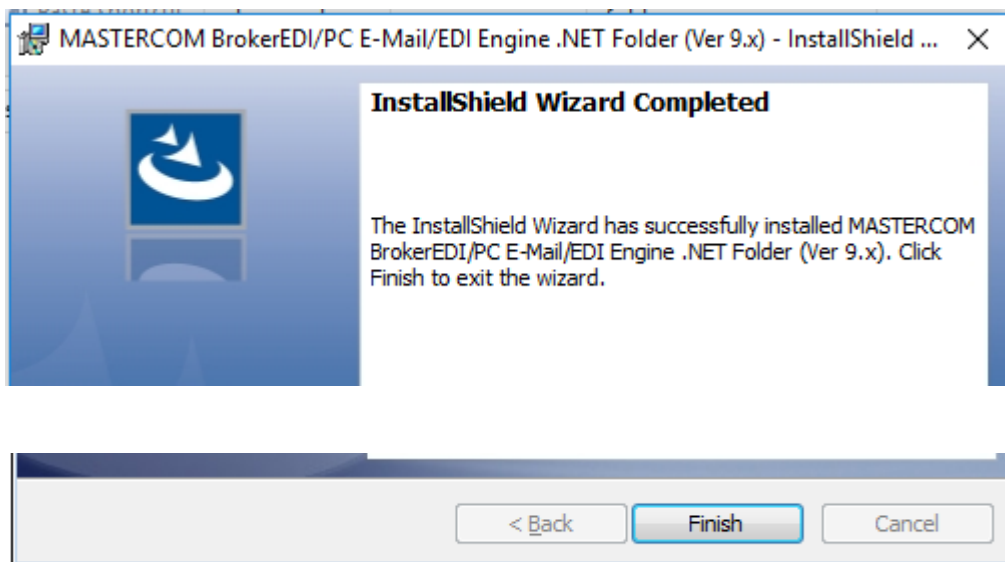 MASTERCOM BrokerEDI/PC E-Mail/EDI Engine .NET Folder (Ver 9.x) - InstallShield ...
InstallShield Wizard Completed
The InstallShield Wizard has successfully installed MASTERCOM
BrokerEDI/PC E-Mail/EDI Engine .NET Folder (Ver 9.x). Click
Finish to exit the wizard.
< Back Finish Cancel